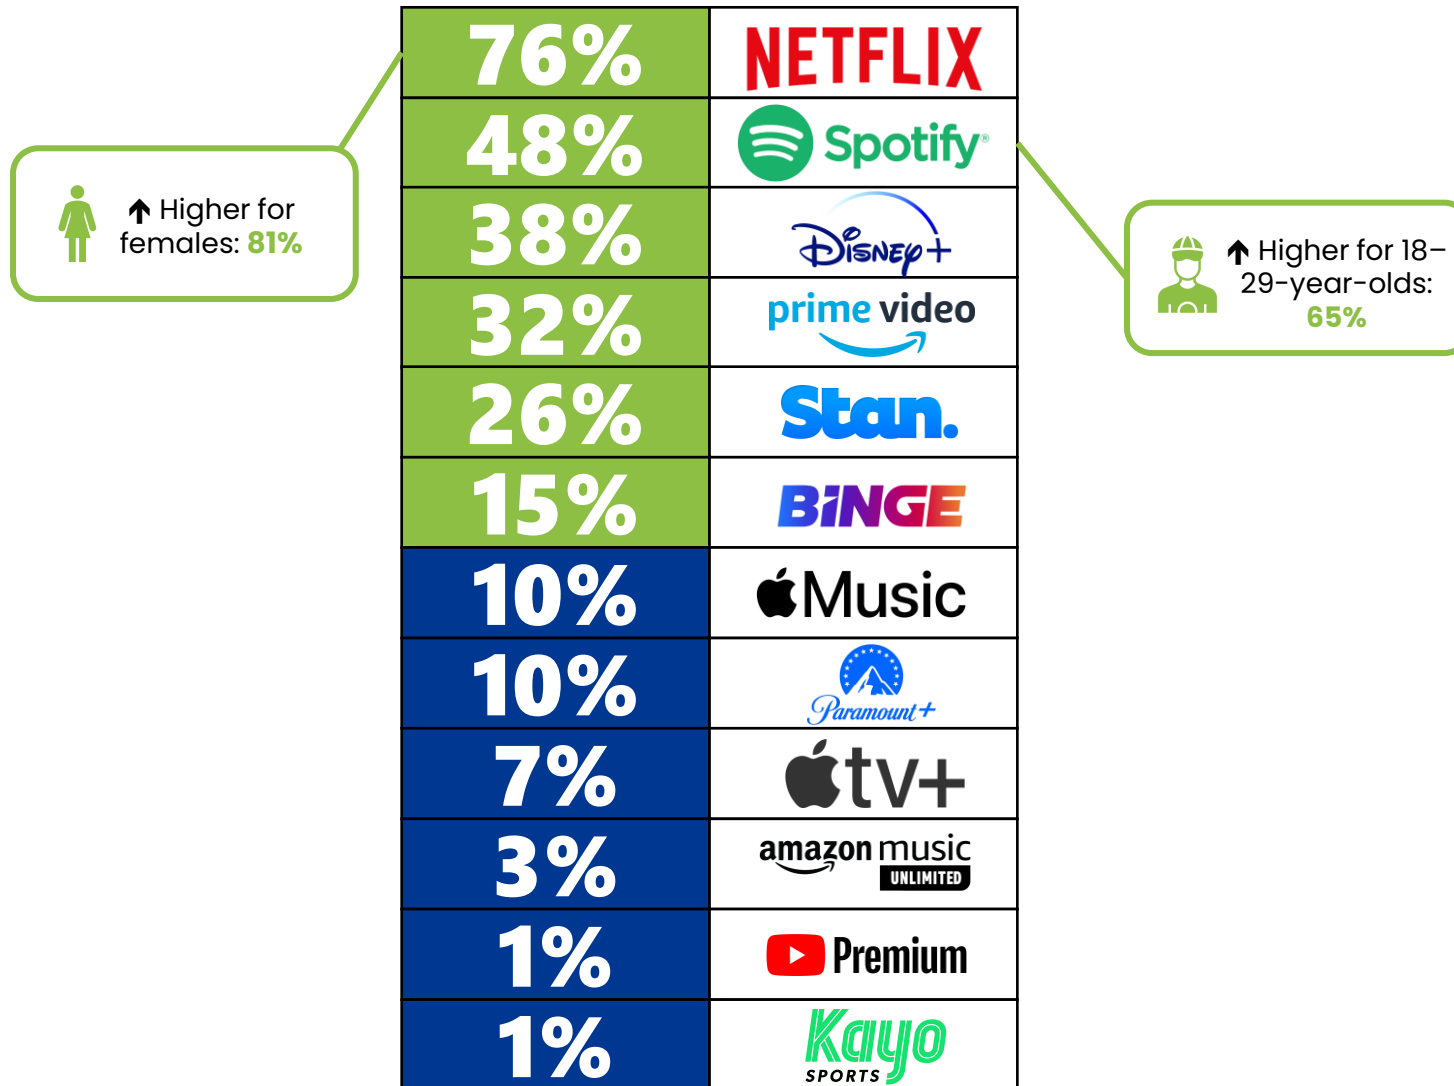 76% NETFLIX
48% Spotify®
38% Disney+
32% prime video
26% Stan.
15% BiNGE
10% Music
10% Paramount+
7% tv+
3% amazon music
UNLIMITED
1% Premium
1% Kayo
SPORTS
↑ Higher for
females: 81%
↑ Higher for 18–
29-year-olds:
65%